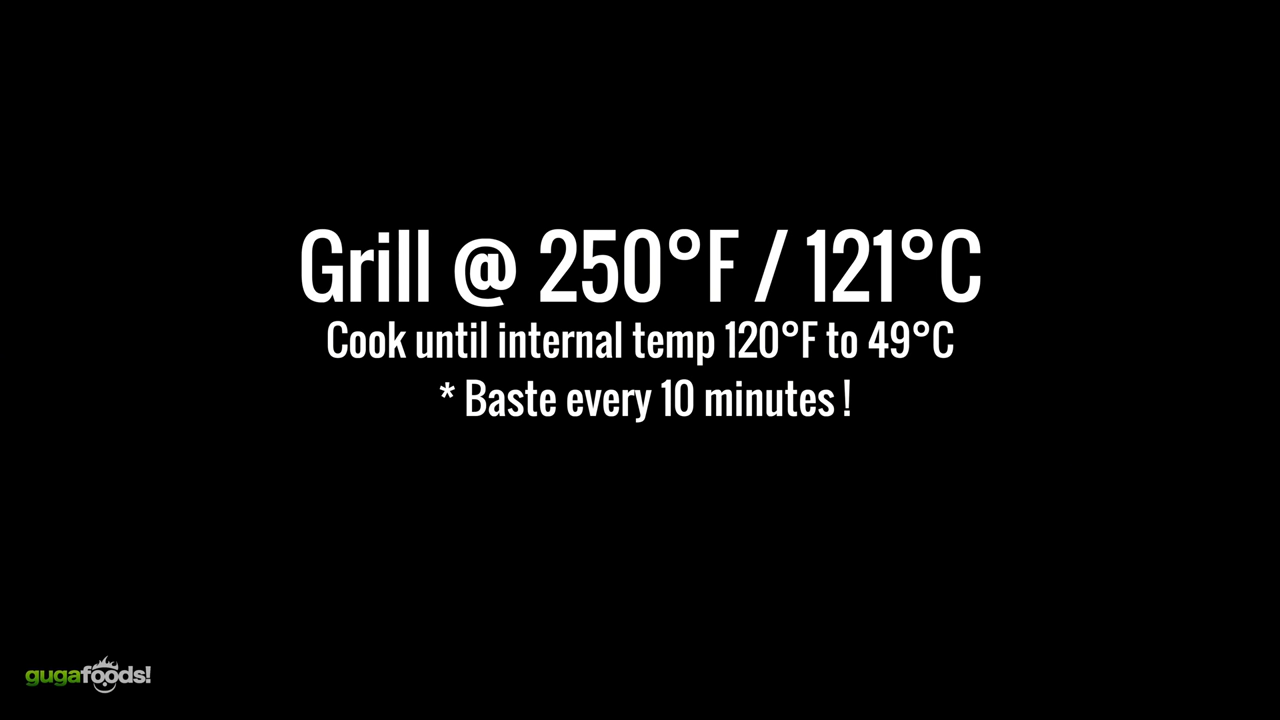 Grill @ 250°F / 121°C
Cook until internal temp 120°F to 49°C
* Baste every 10 minutes !
gugafoods!